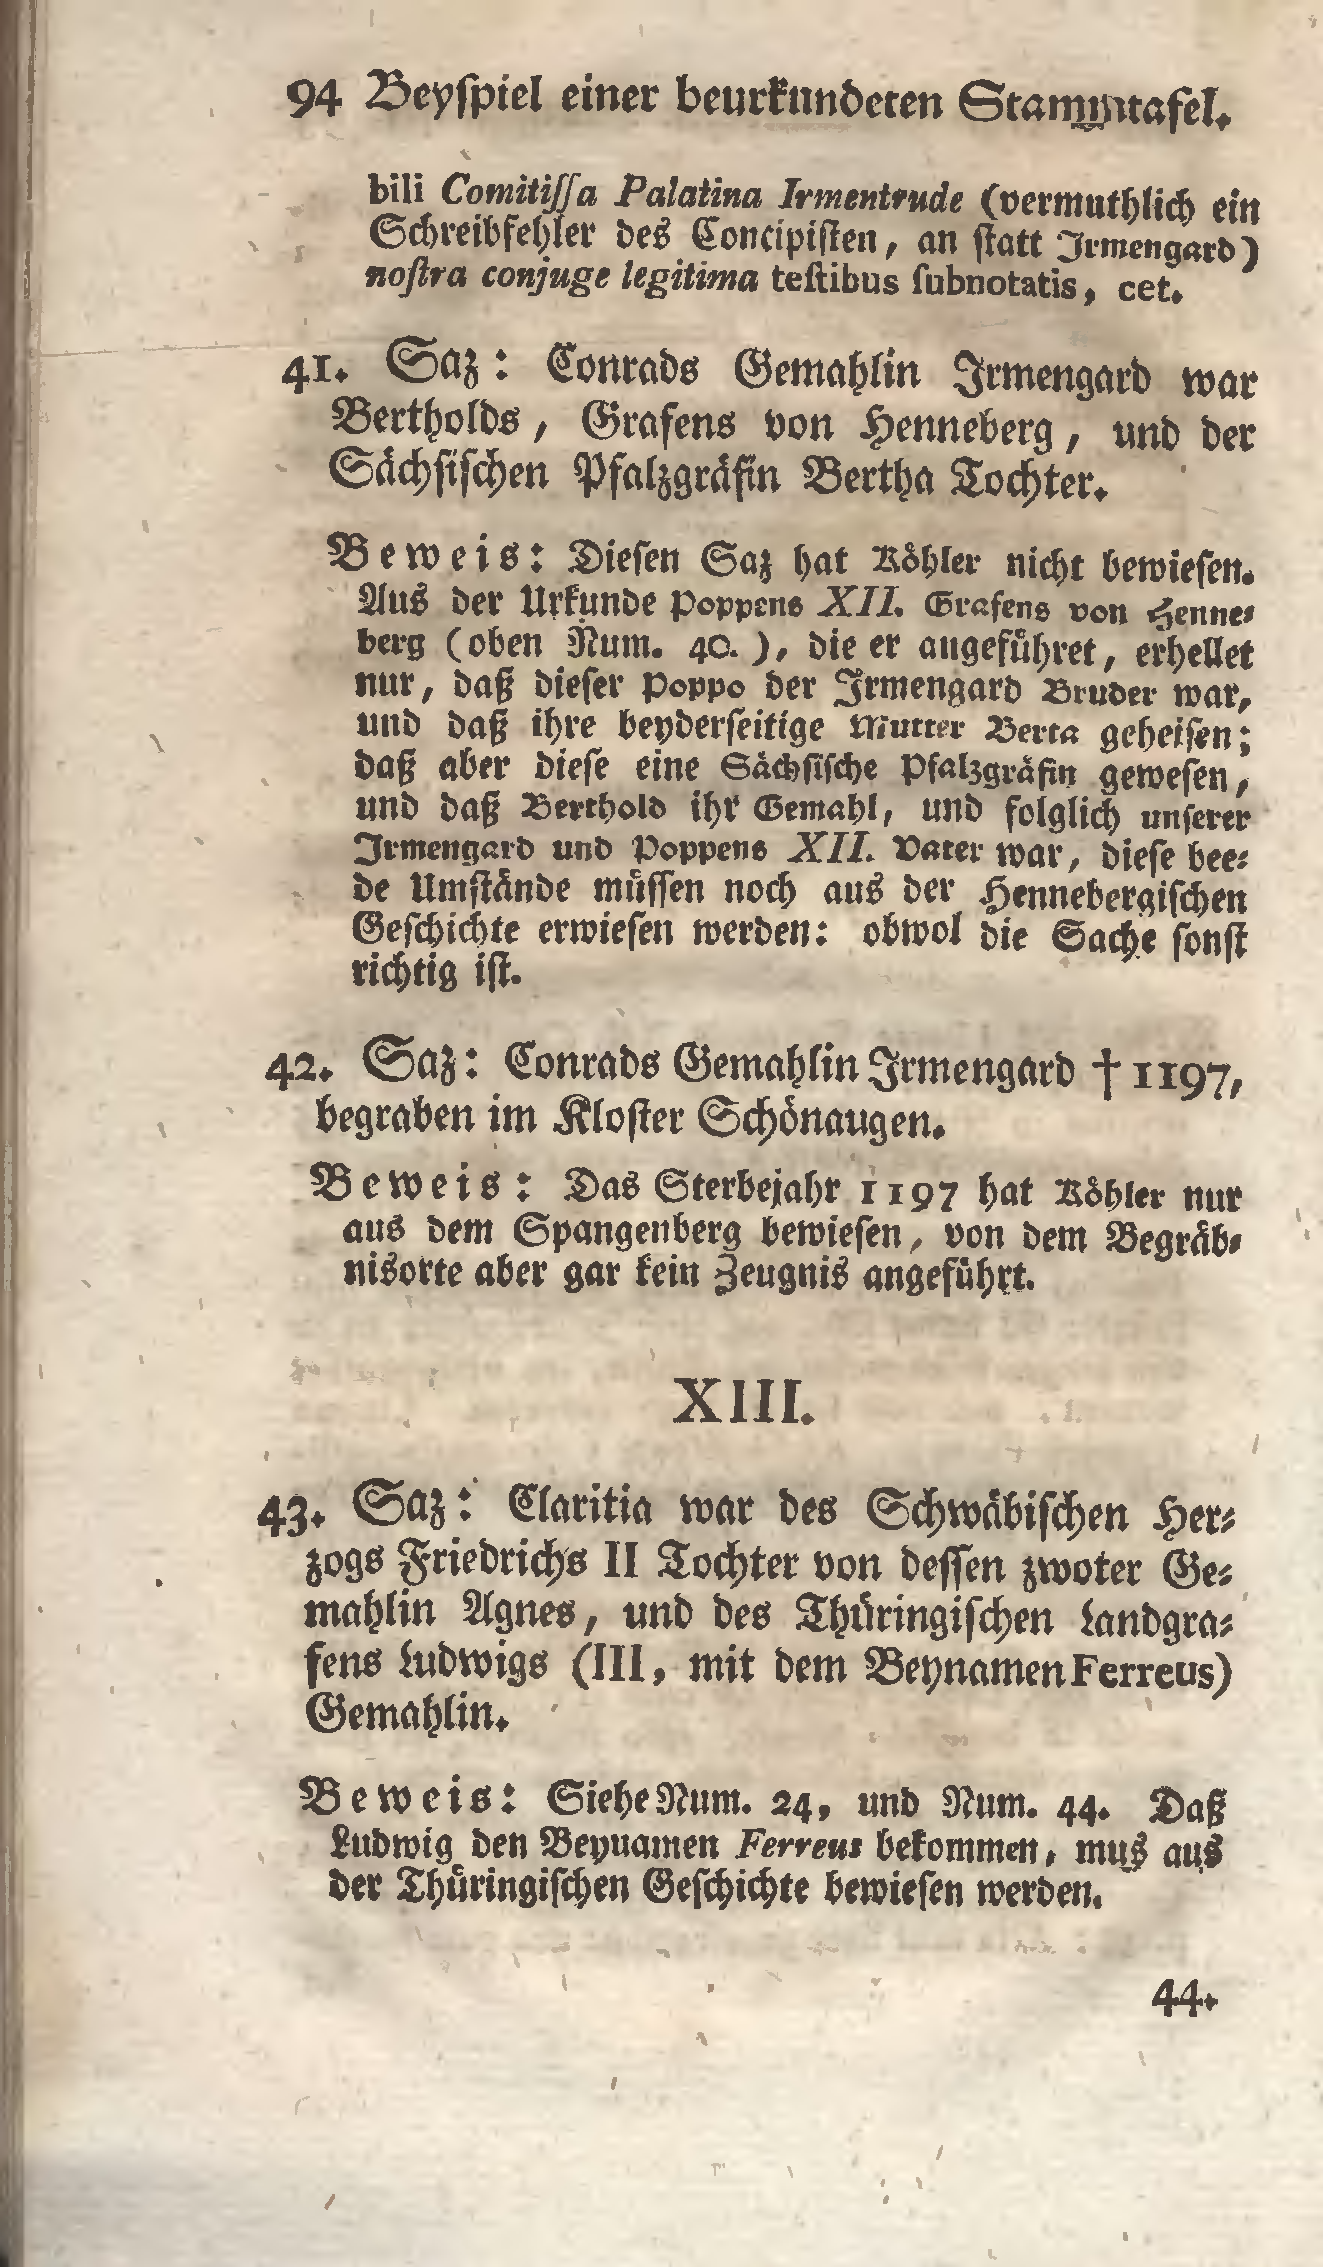 94 Beyſpiel einer beurkundeten Stammtafel.
bili Comitiſſa Palatina Irmentrude (vermuthlich ein
Schreibfehler des Concipiſten, an ſtatt Irmengard)
noſtra conjuge legitima teſtibus ſubnotatis, cet.
41. Saz: Conrads Gemahlin Irmengard war
Bertholds, Grafens von Henneberg, und der
Sächſiſchen Pfalzgräfin Bertha Tochter.
Beweis: Dieſen Saz hat Köhler nicht bewieſen.
Aus der Urkunde Poppens XII. Grafens von Henne⸗
berg (oben Num. 40.), die er angeführet, erhellet
nur, daß dieſer Poppo der Irmengard Bruder war,
und daß ihre beyderſeitige Mutter Berta geheiſen;
daß aber dieſe eine Sächſiſche Pfalzgräfin geweſen,
und daß Berthold ihr Gemahl, und folglich unſerer
Irmengard und Poppens XII. Vater war, dieſe bee⸗
de Umſtände müſſen noch aus der Hennebergiſchen
Geſchichte erwieſen werden: obwol die Sache ſonſt
richtig iſt.
42. Saz: Conrads Gemahlin Irmengard † 1197,
begraben im Kloſter Schönaugen.
Beweis: Das Sterbejahr 1197 hat Köhler nur
aus dem Spangenberg bewieſen, von dem Begräb⸗
nisorte aber gar kein Zeugnis angeführt.
XIII.
43. Saz: Claritia war des Schwäbiſchen Her⸗
zogs Friedrichs II Tochter von deſſen zwoter Ge⸗
mahlin Agnes, und des Thüringiſchen Landgra⸗
fens Ludwigs (III, mit dem Beynamen Ferreus)
Gemahlin.
Beweis: Siehe Num. 24, und Num. 44. Daß
Ludwig den Beynamen Ferreus bekommen, mus aus
der Thüringiſchen Geſchichte bewieſen werden.
44.